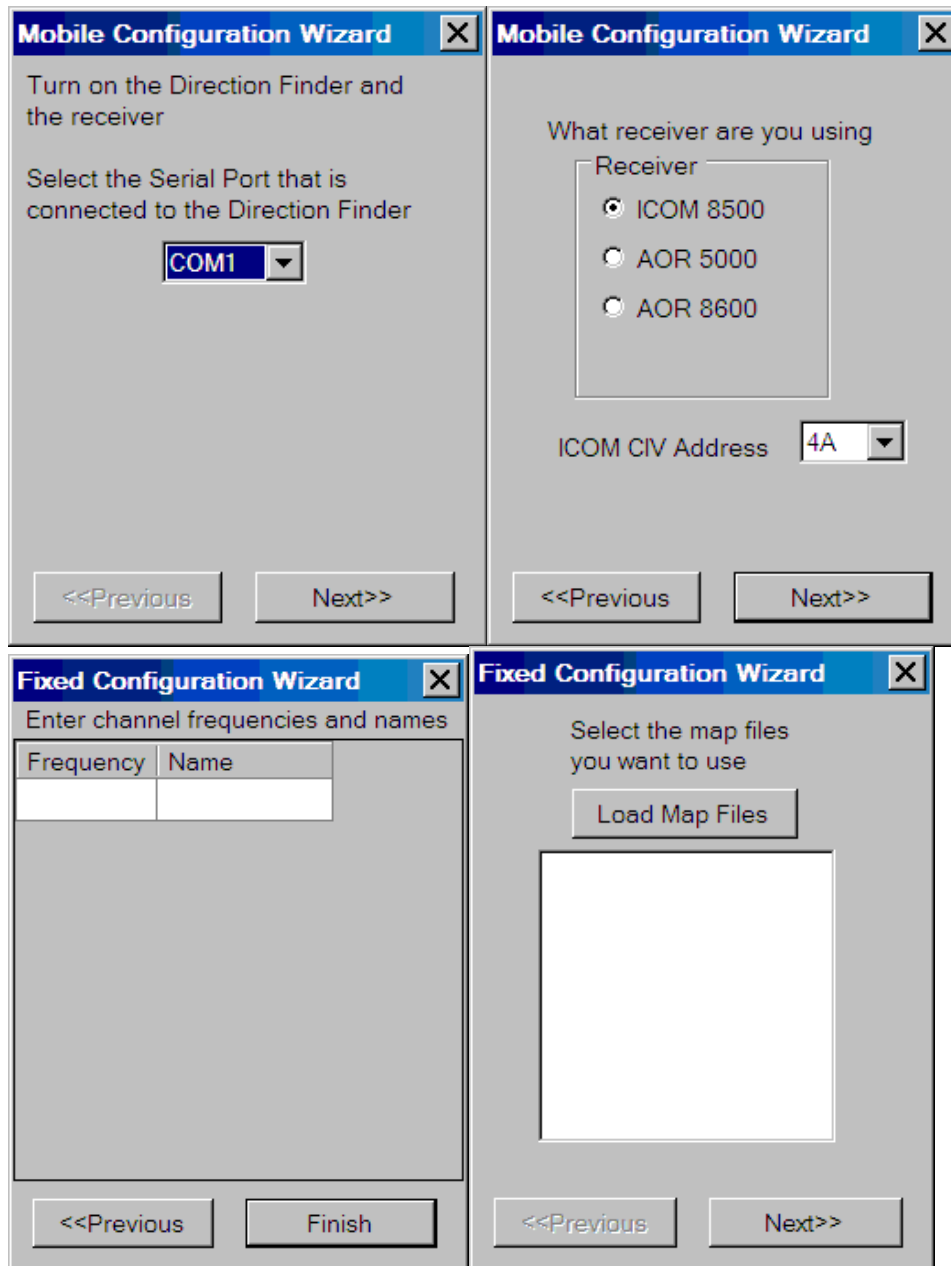 Mobile Configuration Wizard
Turn on the Direction Finder and
the receiver
Select the Serial Port that is
connected to the Direction Finder
COM1
<<Previous
Next>>
Mobile Configuration Wizard
What receiver are you using
Receiver
ICOM 8500
AOR 5000
AOR 8600
ICOM CIV Address
4A
<<Previous
Next>>
Fixed Configuration Wizard
Enter channel frequencies and names
Frequency
Name
<<Previous
Finish
Fixed Configuration Wizard
Select the map files
you want to use
Load Map Files
<<Previous
Next>>